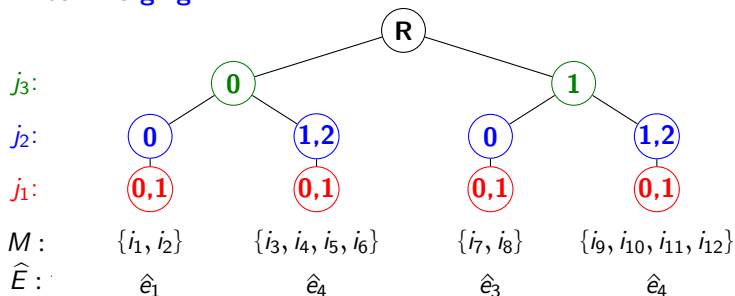 R
j₃: 0 1
j₂: 0 1,2 0 1,2
j₁: 0,1 0,1 0,1 0,1
M : {i₁, i₂} {i₃, i₄, i₅, i₆} {i₇, i₈} {i₉, i₁₀, i₁₁, i₁₂}
Ê : ê₁ ê₄ ê₃ ê₄